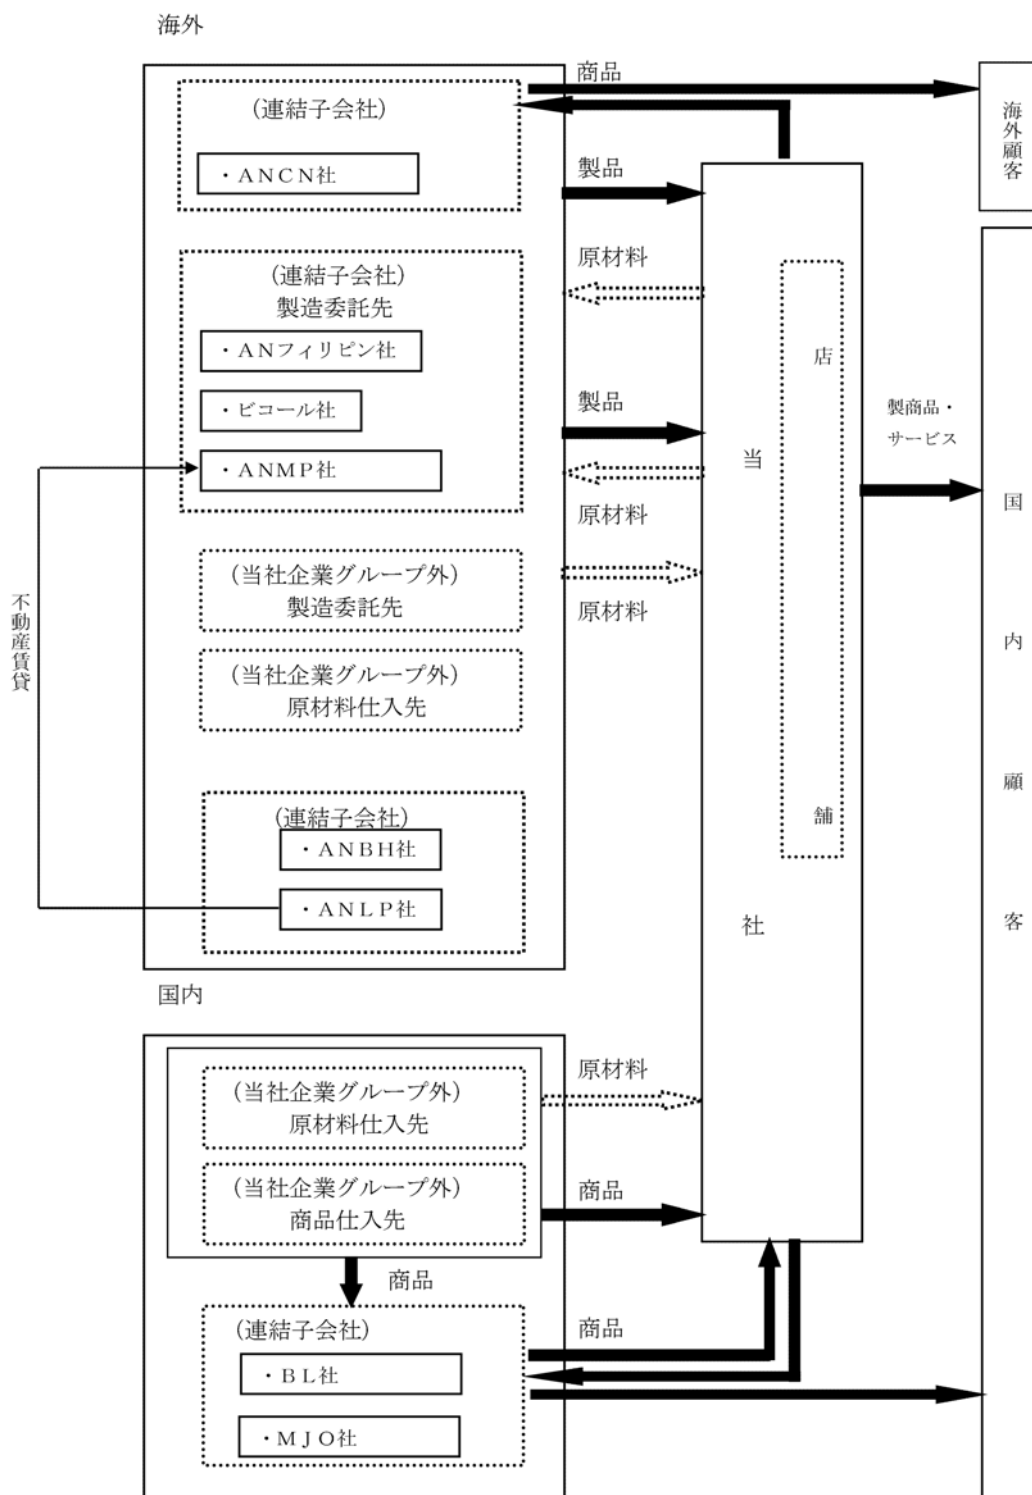 海外
商品
(連結子会社)
・ＡＮＣＮ社
海外顧客
製品
原材料
(連結子会社)
製造委託先
・ＡＮフィリピン社
・ビコール社
・ＡＮＭＰ社
製品
原材料
店舗
当社
製商品・
サービス
国内顧客
不動産賃貸
(当社企業グループ外)
製造委託先
原材料
(当社企業グループ外)
原材料仕入先
(連結子会社)
・ＡＮＢＨ社
・ＡＮＬＰ社
国内
(当社企業グループ外)
原材料仕入先
原材料
(当社企業グループ外)
商品仕入先
商品
商品
(連結子会社)
商品
・ＢＬ社
・ＭＪＯ社